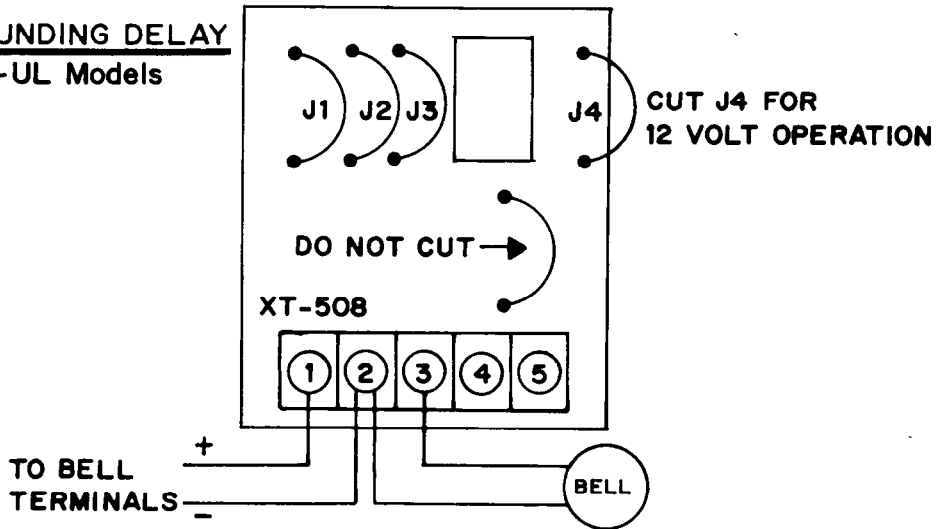 -UL Models
J1 J2 J3 J4
CUT J4 FOR
12 VOLT OPERATION
DO NOT CUT
XT-508
1 2 3 4 5
+
TO BELL
TERMINALS
-
BELL
DELAY